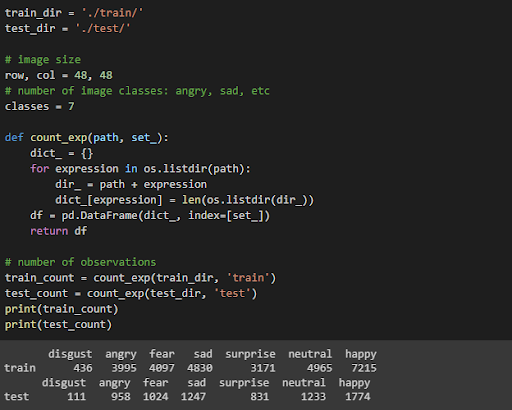 train_dir = './train/'
test_dir = './test/'
# image size
row, col = 48, 48
# number of image classes: angry, sad, etc
classes = 7
def count_exp(path, set_):
    dict_ = {}
    for expression in os.listdir(path):
        dir_ = path + expression
        dict_[expression] = len(os.listdir(dir_))
    df = pd.DataFrame(dict_, index=[set_])
    return df
# number of observations
train_count = count_exp(train_dir, 'train')
test_count = count_exp(test_dir, 'test')
print(train_count)
print(test_count)
       disgust  angry  fear   sad  surprise  neutral  happy
train      436   3995  4097  4830      3171     4965   7215
      disgust  angry  fear   sad  surprise  neutral  happy
test      111    958  1024  1247       831     1233   1774